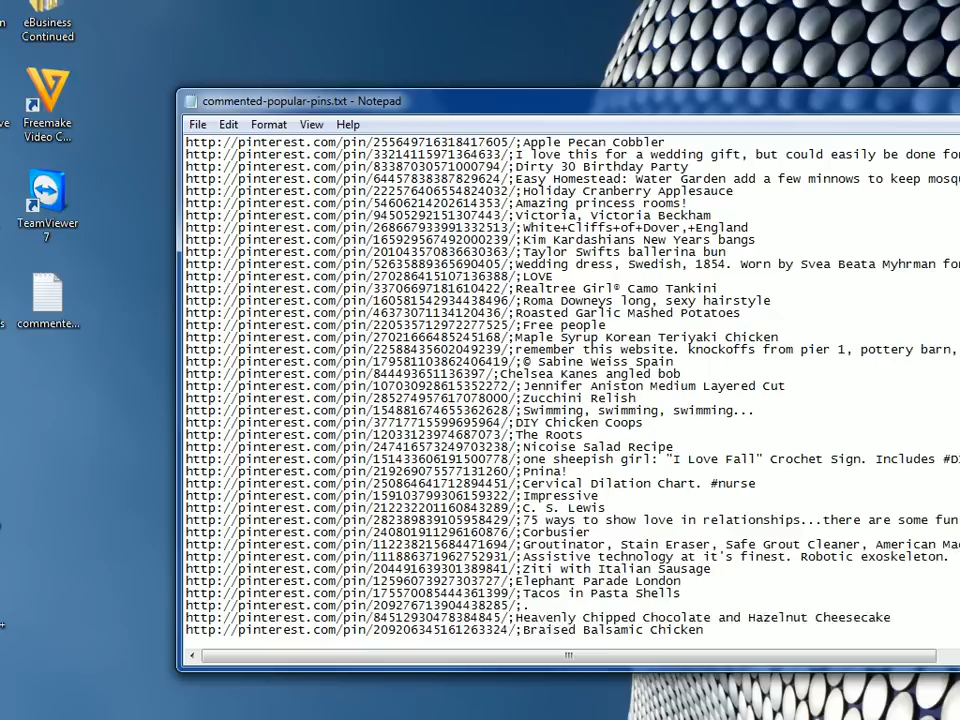 eBusiness
Continued
Freemake
Video C...
TeamViewer
7
commente...
commented-popular-pins.txt - Notepad
File Edit Format View Help
http://pinterest.com/pin/255649716318417605/;Apple Pecan Cobbler
http://pinterest.com/pin/33214115971364633/;I love this for a wedding gift, but could easily be done for
http://pinterest.com/pin/83387030571000794/;Dirty 30 Birthday Party
http://pinterest.com/pin/64457838387829624/;Easy Homestead: Water Garden add a few minnows to keep mosqu
http://pinterest.com/pin/222576406554824032/;Holiday Cranberry Applesauce
http://pinterest.com/pin/54606214202614353/;Amazing princess rooms!
http://pinterest.com/pin/94505292151307443/;Victoria, Victoria Beckham
http://pinterest.com/pin/268667933991332513/;White+Cliffs+of+Dover,+England
http://pinterest.com/pin/165929567492000239/;Kim Kardashians New Years bangs
http://pinterest.com/pin/201043570836630363/;Taylor Swifts ballerina bun
http://pinterest.com/pin/52635889365690405/;Wedding dress, Swedish, 1854. Worn by Svea Beata Myhrman fo
http://pinterest.com/pin/270286415107136388/;LOVE
http://pinterest.com/pin/33706697181610422/;Realtree Girl® Camo Tankini
http://pinterest.com/pin/160581542934438496/;Roma Downeys long, sexy hairstyle
http://pinterest.com/pin/46373071134120436/;Roasted Garlic Mashed Potatoes
http://pinterest.com/pin/220535712972277525/;Free people
http://pinterest.com/pin/27021666485245168/;Maple Syrup Korean Teriyaki Chicken
http://pinterest.com/pin/22588435602049239/;remember this website. knockoffs from pier 1, pottery barn,
http://pinterest.com/pin/179581103862406419/;© Sabine Weiss Spain
http://pinterest.com/pin/844493651136397/;Chelsea Kanes angled bob
http://pinterest.com/pin/107030928615352272/;Jennifer Aniston Medium Layered Cut
http://pinterest.com/pin/285274957617078000/;Zucchini Relish
http://pinterest.com/pin/154881674655362628/;Swimming, swimming, swimming...
http://pinterest.com/pin/37717715599695964/;DIY Chicken Coops
http://pinterest.com/pin/12033123974687073/;The Roots
http://pinterest.com/pin/247416573249703238/;Nicoise Salad Recipe
http://pinterest.com/pin/151433606191500778/;one sheepish girl: "I Love Fall" Crochet Sign. Includes #DI
http://pinterest.com/pin/219269075577131260/;Pnina!
http://pinterest.com/pin/250864641712894451/;Cervical Dilation Chart. #nurse
http://pinterest.com/pin/159103799306159322/;Impressive
http://pinterest.com/pin/212232201160843289/;C. S. Lewis
http://pinterest.com/pin/282389839105958429/;75 ways to show love in relationships...there are some fun
http://pinterest.com/pin/240801911296160876/;Corbusier
http://pinterest.com/pin/112238215684471694/;Groutinator, Stain Eraser, Safe Grout Cleaner, American Ma
http://pinterest.com/pin/111886371962752931/;Assistive technology at it's finest. Robotic exoskeleton.
http://pinterest.com/pin/204491639301389841/;Ziti with Italian Sausage
http://pinterest.com/pin/12596073927303727/;Elephant Parade London
http://pinterest.com/pin/175570085444361399/;Tacos in Pasta Shells
http://pinterest.com/pin/209276713904438285/;.
http://pinterest.com/pin/84512930478384845/;Heavenly Chipped Chocolate and Hazelnut Cheesecake
http://pinterest.com/pin/209206345161263324/;Braised Balsamic Chicken